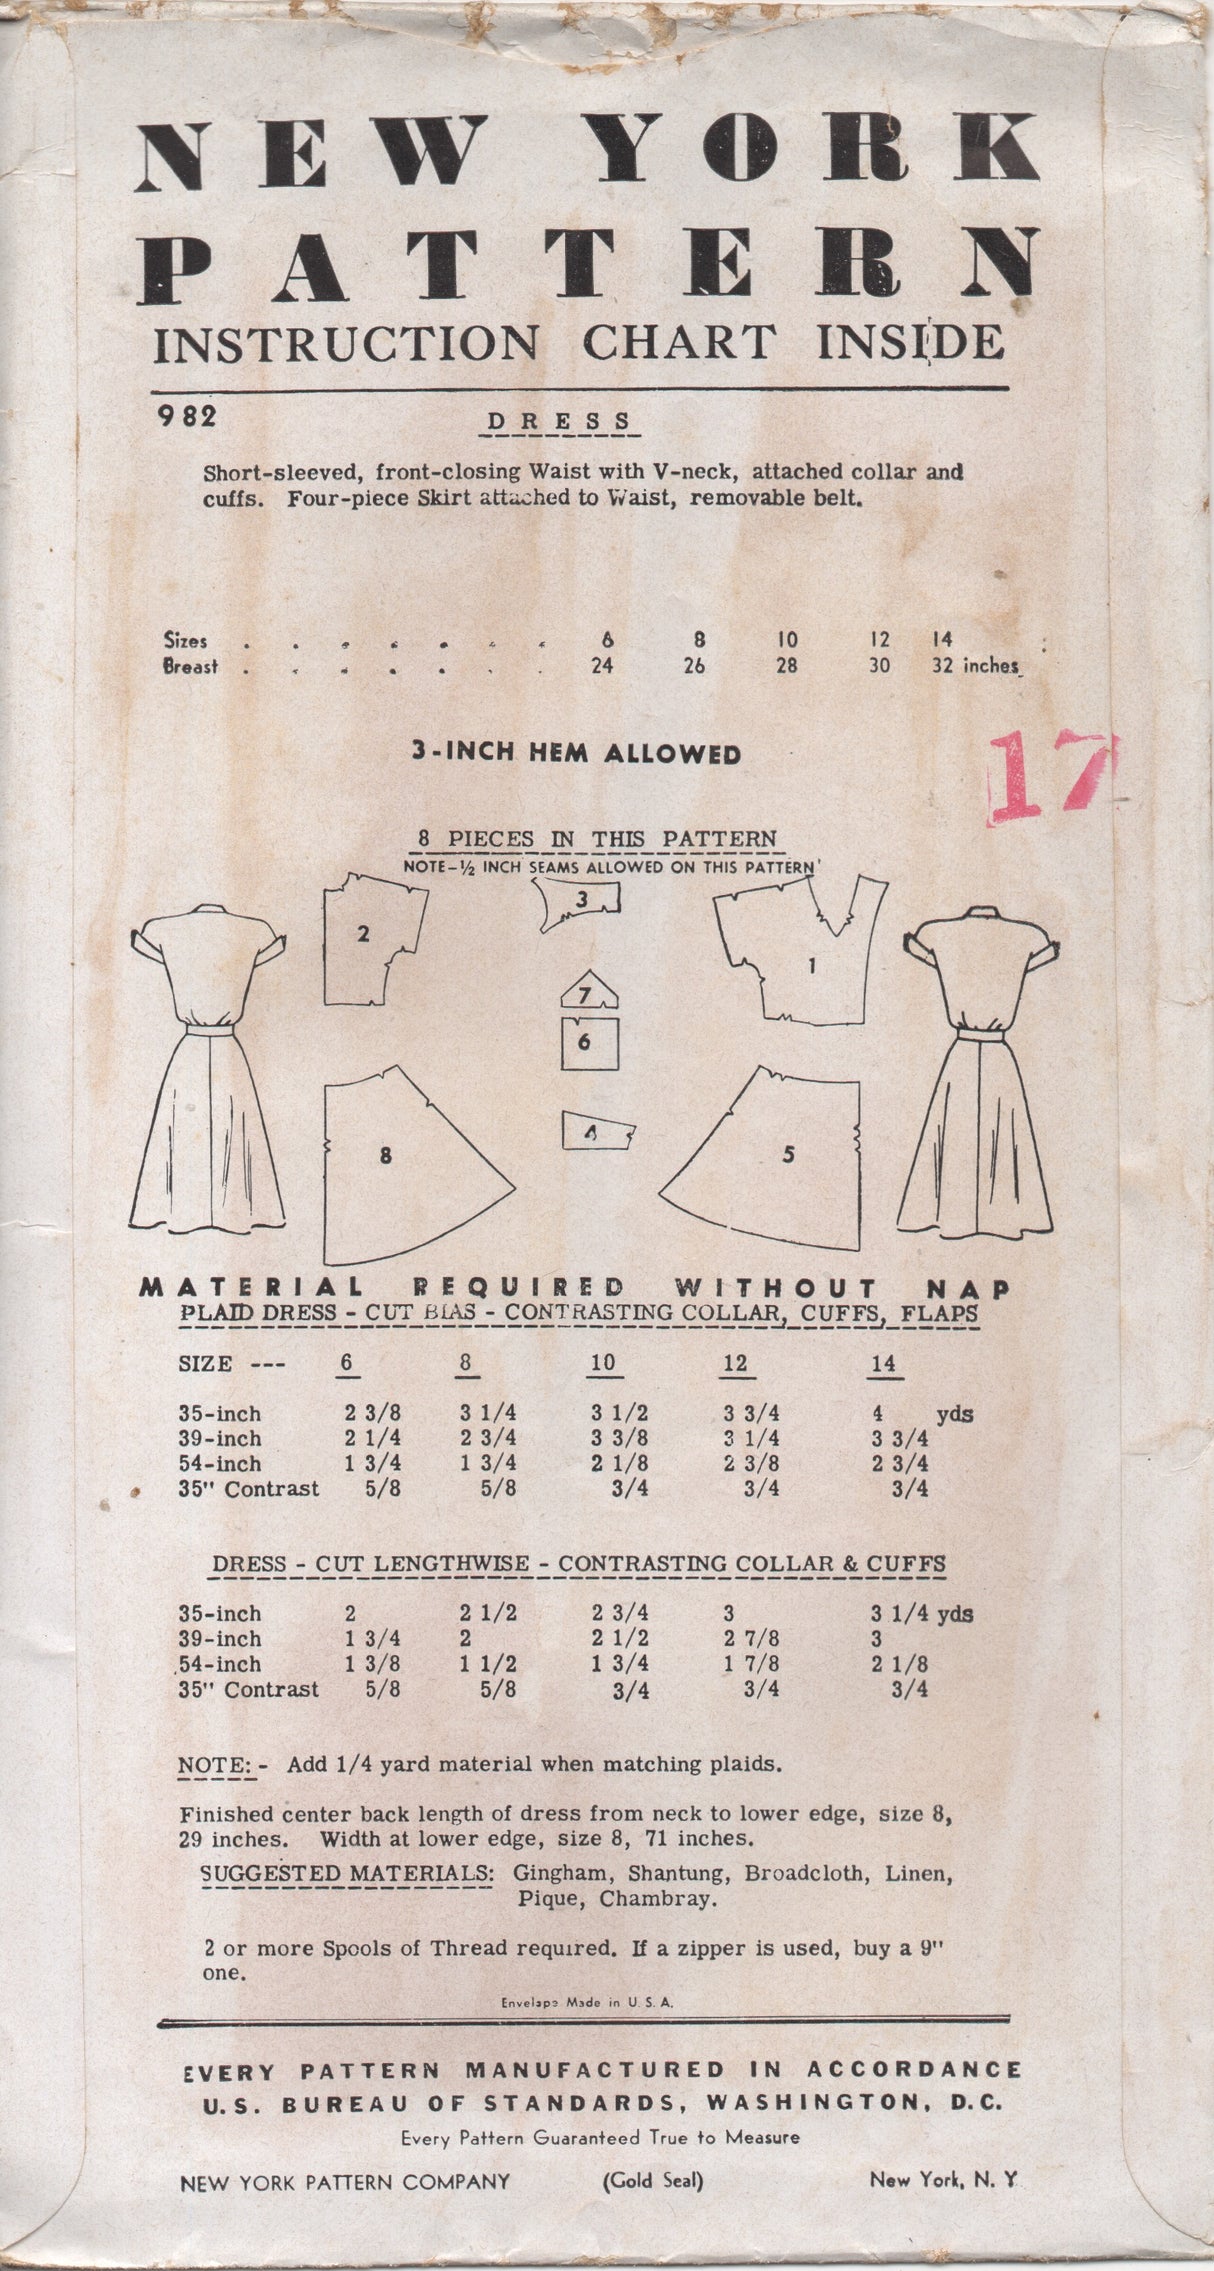 NEW YORK
PATTERN
INSTRUCTION CHART INSIDE
982
DRESS
Short-sleeved, front-closing Waist with V-neck, attached collar and
cuffs. Four-piece Skirt attached to Waist, removable belt.
Sizes . . . . . . . 6 8 10 12 14
Breast . . . . . . . 24 26 28 30 32 inches
3-INCH HEM ALLOWED
17
8 PIECES IN THIS PATTERN
NOTE-½ INCH SEAMS ALLOWED ON THIS PATTERN
2
3
1
7
6
8
4
5
MATERIAL REQUIRED WITHOUT NAP
PLAID DRESS - CUT BIAS - CONTRASTING COLLAR, CUFFS, FLAPS
SIZE --- 6 8 10 12 14
35-inch 2 3/8 3 1/4 3 1/2 3 3/4 4 yds
39-inch 2 1/4 2 3/4 3 3/8 3 1/4 3 3/4
54-inch 1 3/4 1 3/4 2 1/8 2 3/8 2 3/4
35" Contrast 5/8 5/8 3/4 3/4 3/4
DRESS - CUT LENGTHWISE - CONTRASTING COLLAR & CUFFS
35-inch 2 2 1/2 2 3/4 3 3 1/4 yds
39-inch 1 3/4 2 2 1/2 2 7/8 3
54-inch 1 3/8 1 1/2 1 3/4 1 7/8 2 1/8
35" Contrast 5/8 5/8 3/4 3/4 3/4
NOTE:- Add 1/4 yard material when matching plaids.
Finished center back length of dress from neck to lower edge, size 8,
29 inches. Width at lower edge, size 8, 71 inches.
SUGGESTED MATERIALS: Gingham, Shantung, Broadcloth, Linen,
Pique, Chambray.
2 or more Spools of Thread required. If a zipper is used, buy a 9"
one.
Envelope Made in U. S. A.
EVERY PATTERN MANUFACTURED IN ACCORDANCE
U.S. BUREAU OF STANDARDS, WASHINGTON, D.C.
Every Pattern Guaranteed True to Measure
NEW YORK PATTERN COMPANY (Gold Seal) New York, N. Y